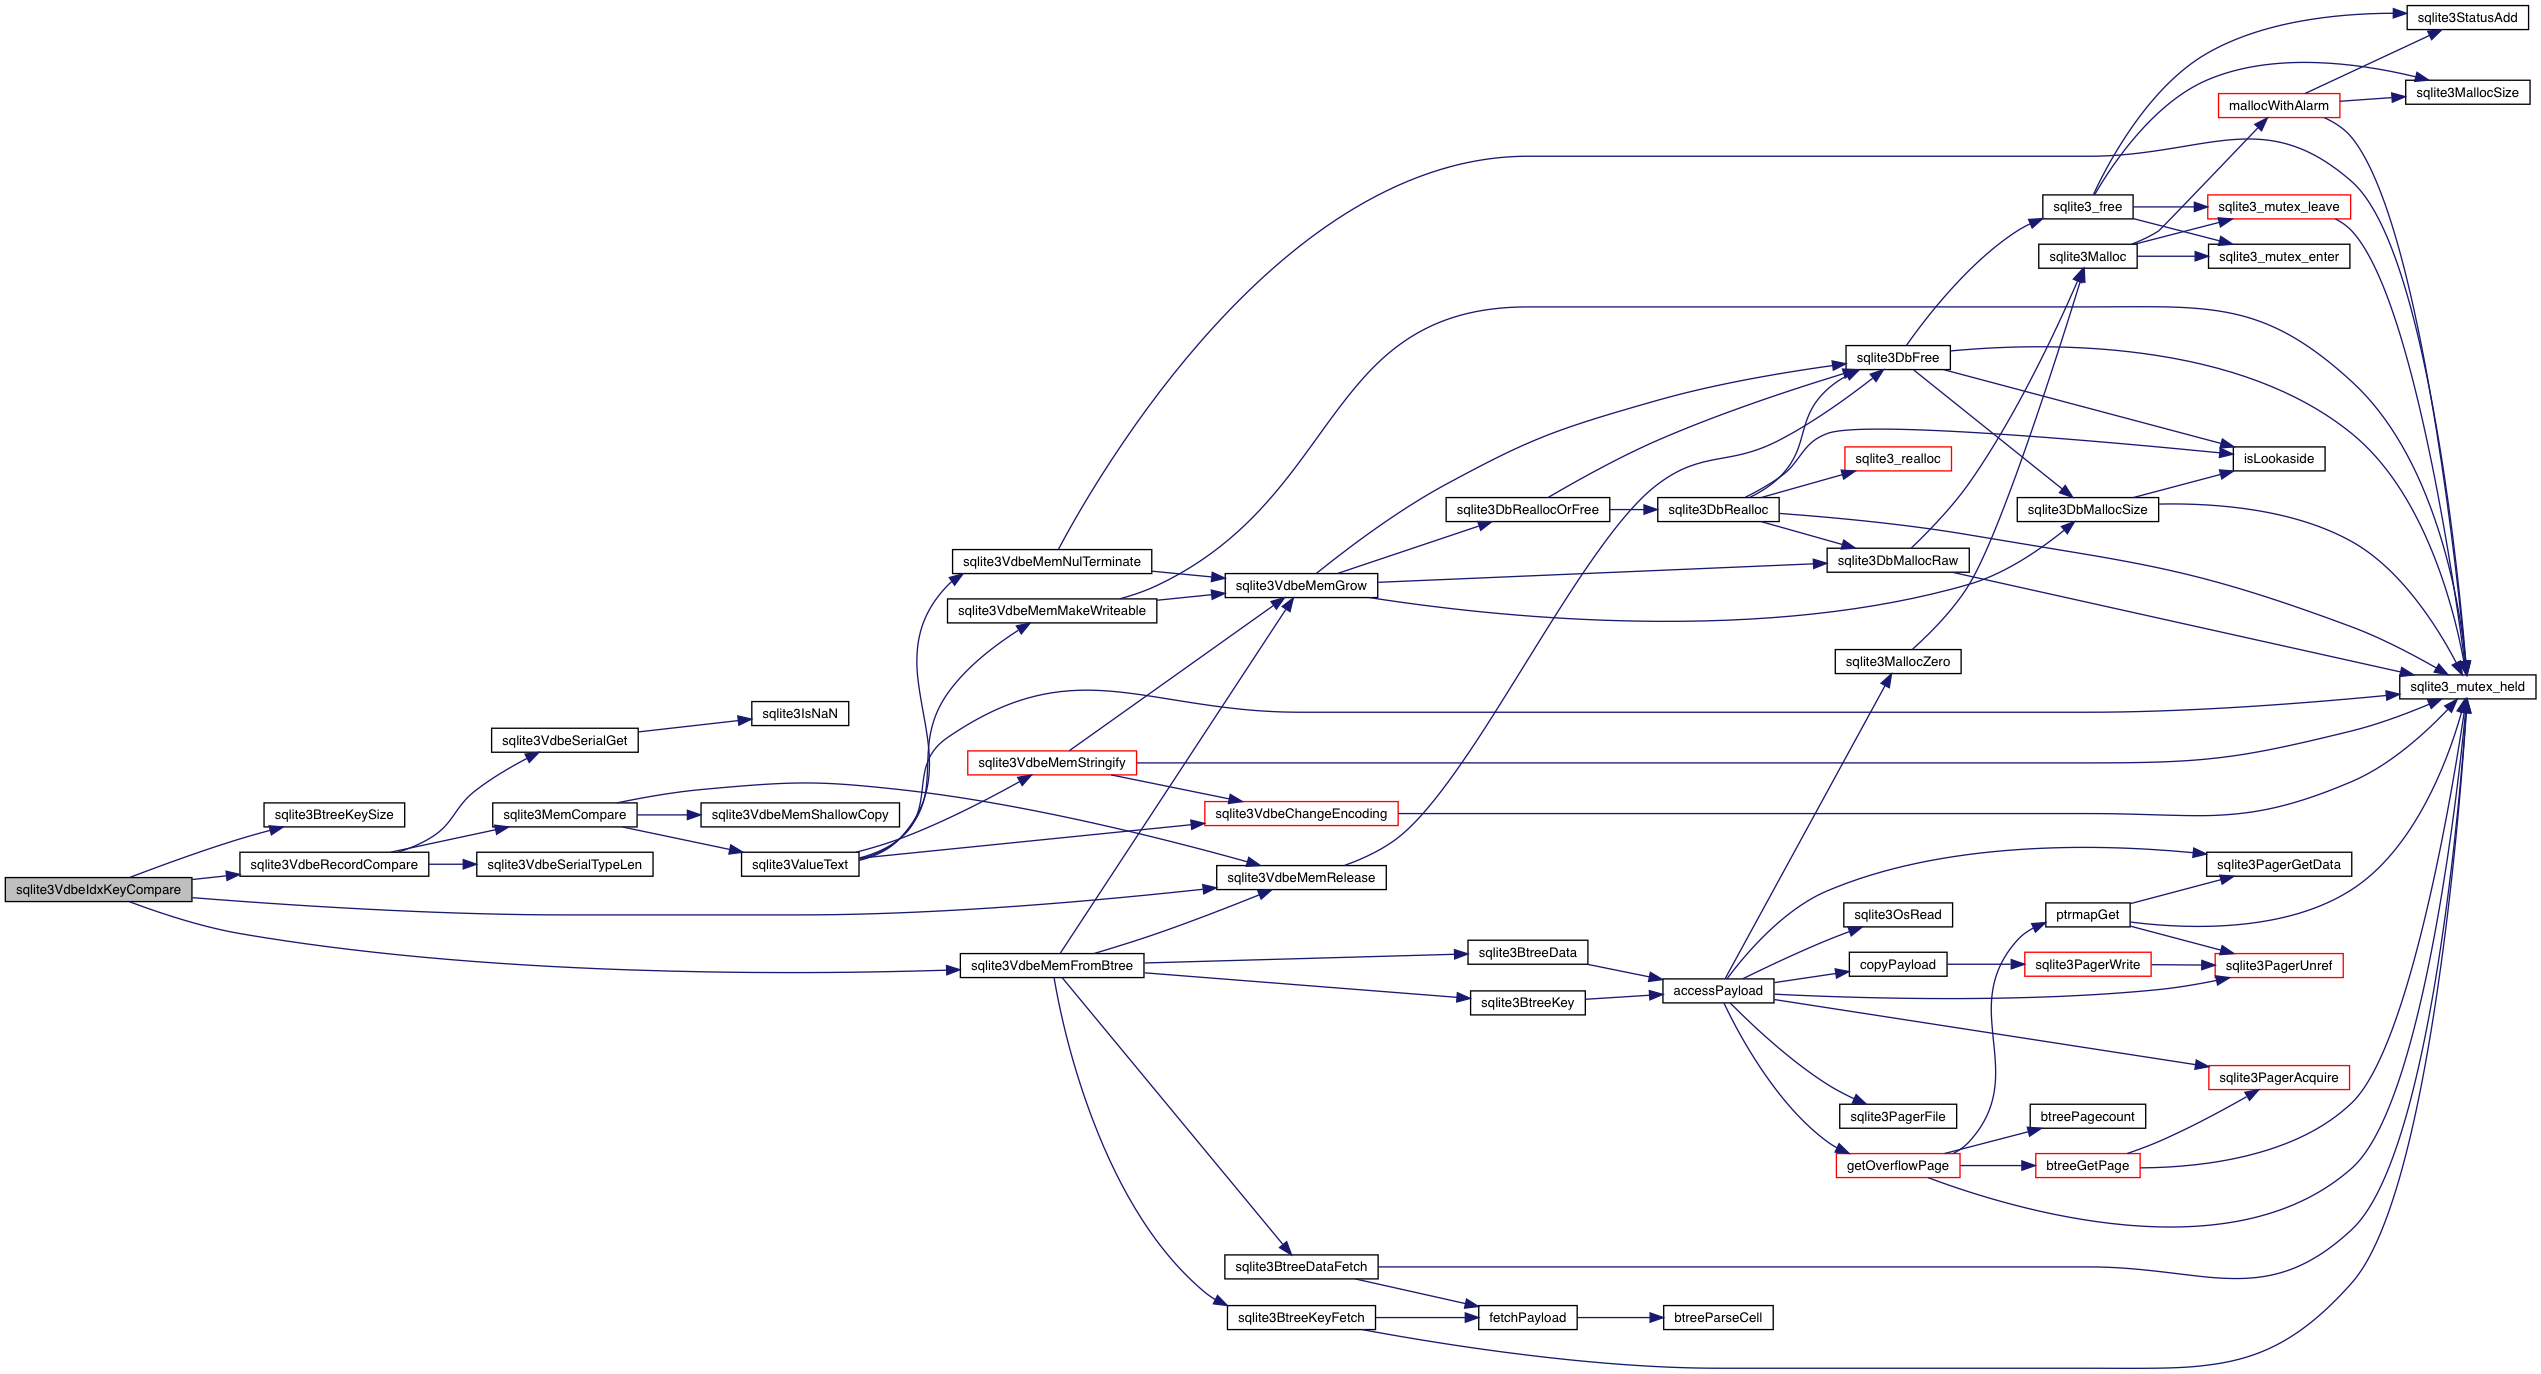 sqlite3StatusAdd
sqlite3MallocSize
mallocWithAlarm
sqlite3_free
sqlite3_mutex_leave
sqlite3Malloc
sqlite3_mutex_enter
sqlite3DbFree
sqlite3_realloc
isLookaside
sqlite3DbReallocOrFree
sqlite3DbRealloc
sqlite3DbMallocSize
sqlite3VdbeMemNulTerminate
sqlite3DbMallocRaw
sqlite3VdbeMemGrow
sqlite3VdbeMemMakeWriteable
sqlite3MallocZero
sqlite3_mutex_held
sqlite3IsNaN
sqlite3VdbeSerialGet
sqlite3VdbeMemStringify
sqlite3BtreeKeySize
sqlite3MemCompare
sqlite3VdbeMemShallowCopy
sqlite3VdbeChangeEncoding
sqlite3VdbeRecordCompare
sqlite3VdbeSerialTypeLen
sqlite3ValueText
sqlite3PagerGetData
sqlite3VdbeMemRelease
sqlite3VdbeIdxKeyCompare
sqlite3OsRead
ptrmapGet
sqlite3BtreeData
sqlite3VdbeMemFromBtree
copyPayload
sqlite3PagerWrite
sqlite3PagerUnref
accessPayload
sqlite3BtreeKey
sqlite3PagerAcquire
sqlite3PagerFile
btreePagecount
getOverflowPage
btreeGetPage
sqlite3BtreeDataFetch
sqlite3BtreeKeyFetch
fetchPayload
btreeParseCell